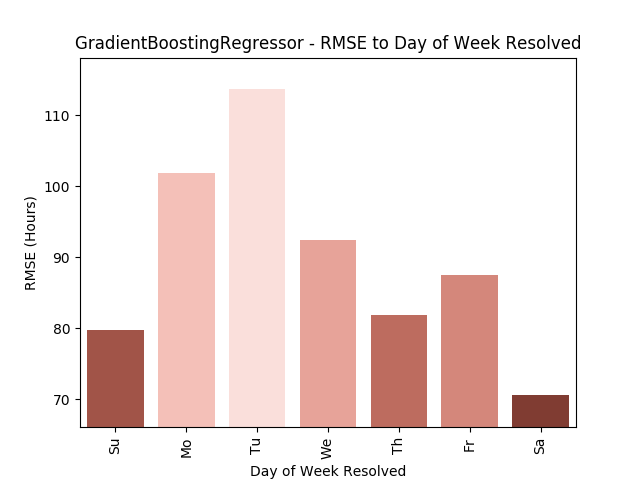 GradientBoostingRegressor - RMSE to Day of Week Resolved
110
100
90
80
70
RMSE (Hours)
Su
Mo
Tu
We
Th
Fr
Sa
Day of Week Resolved